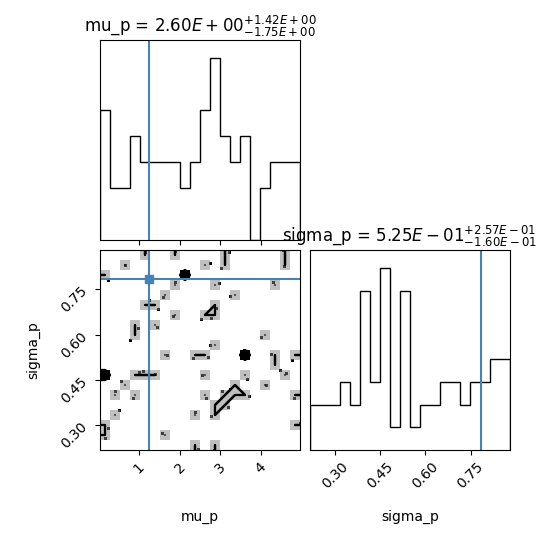 mu_p = 2.60E+00 +1.42E+00 −1.75E+00
sigma_p = 5.25E−01 +2.57E−01 −1.60E−01
sigma_p
0.75
0.60
0.45
0.30
1 2 3 4
mu_p
0.30 0.45 0.60 0.75
sigma_p